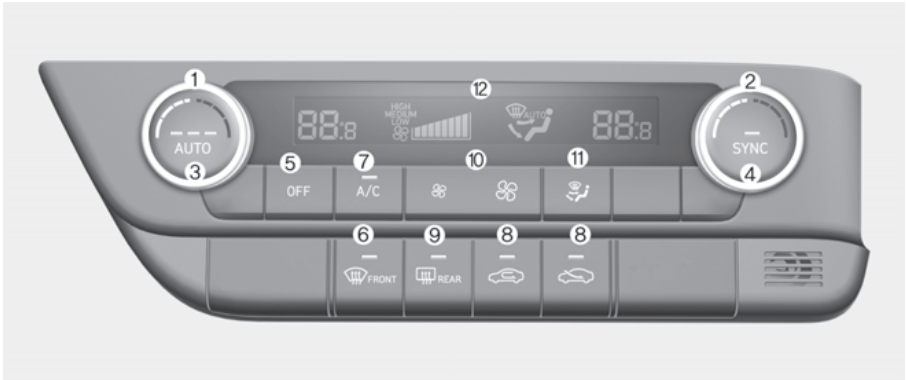 ① ②
⑫
88.8 HIGH
MEDIUM
LOW AUTO 88.8
AUTO SYNC
③ ④
⑤ ⑦ ⑩ ⑪
OFF A/C
⑥ ⑨ ⑧ ⑧
FRONT REAR